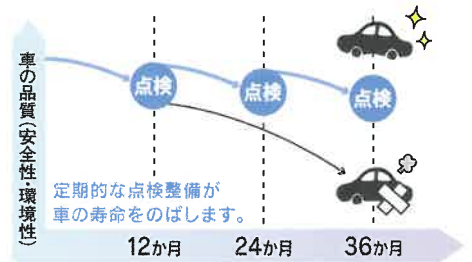 車の品質(安全性・環境性)
点検
点検
点検
定期的な点検整備が
車の寿命をのばします。
12か月
24か月
36か月